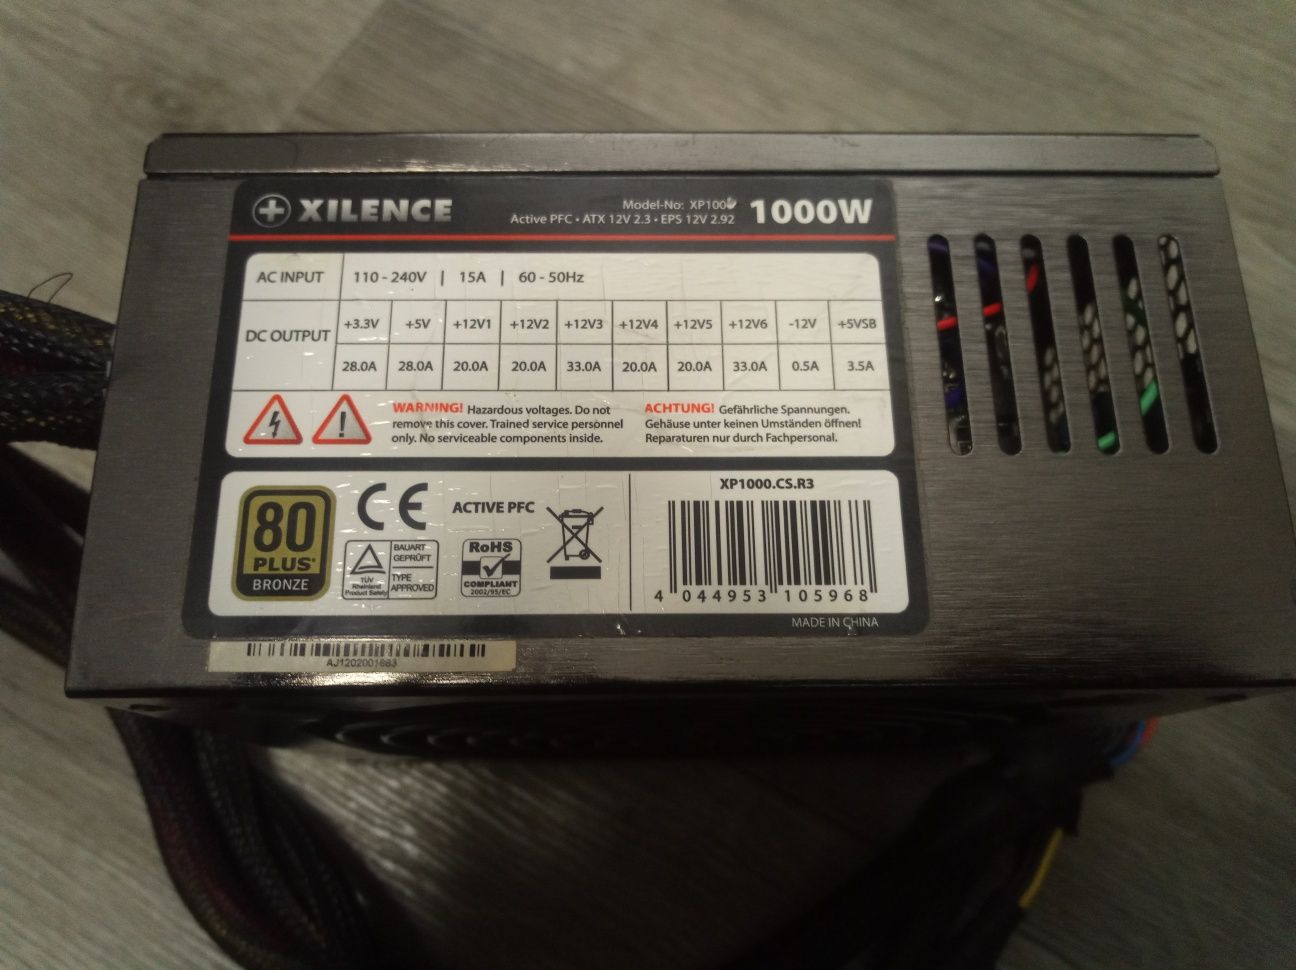 XILENCE
Model-No: XP1000
Active PFC • ATX 12V 2.3 • EPS 12V 2.92
1000W
AC INPUT 110 - 240V | 15A | 60 - 50Hz
DC OUTPUT
+3.3V +5V +12V1 +12V2 +12V3 +12V4 +12V5 +12V6 -12V +5VSB
28.0A 28.0A 20.0A 20.0A 33.0A 20.0A 20.0A 33.0A 0.5A 3.5A
WARNING! Hazardous voltages. Do not
remove this cover. Trained service personnel
only. No serviceable components inside.
ACHTUNG! Gefährliche Spannungen.
Gehäuse unter keinen Umständen öffnen!
Reparaturen nur durch Fachpersonal.
80
PLUS
BRONZE
CE
ACTIVE PFC
TÜV
Rheinland
Product Safety
BAUART
GEPRÜFT
TYPE
APPROVED
RoHS
COMPLIANT
2002/95/EC
XP1000.CS.R3
4 044953 105968
MADE IN CHINA
AJ1202001683